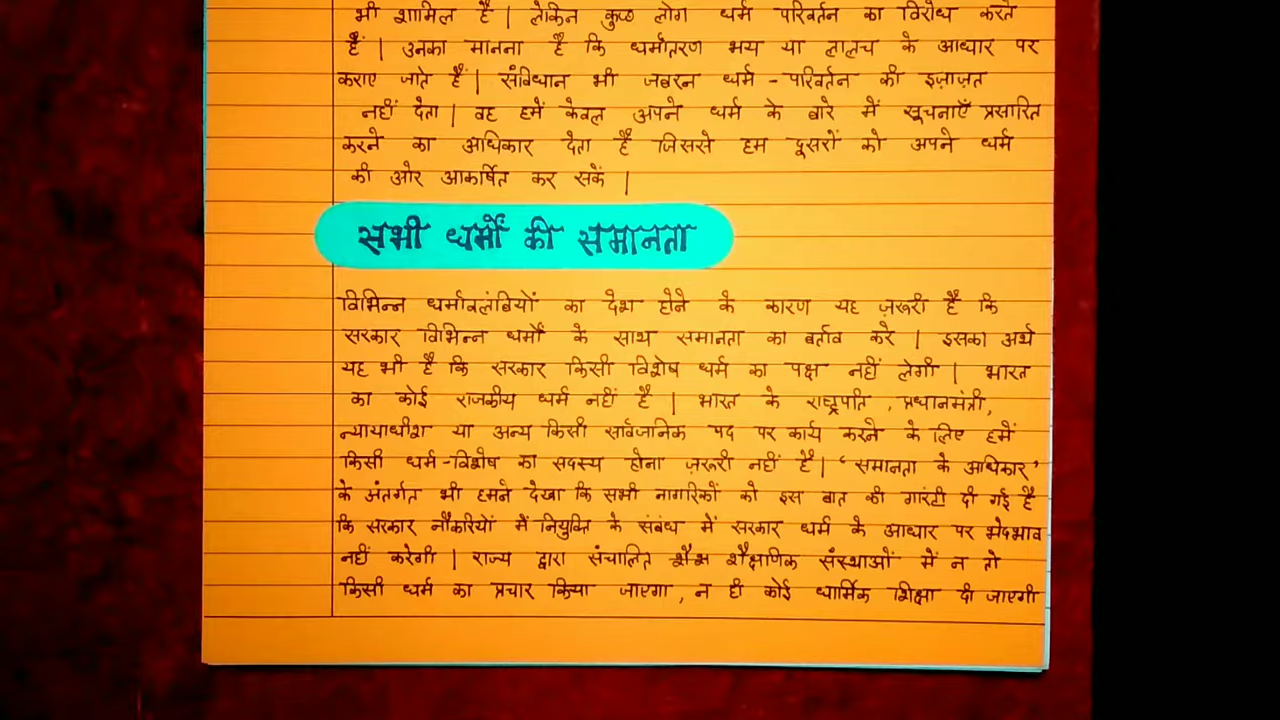 भी शामिल है | लेकिन कुछ लोग धर्म परिवर्तन का विरोध करते
हैं | उनका मानना है कि धर्मांतरण भय या लालच के आधार पर
कराए जाते हैं | संविधान भी जबरन धर्म - परिवर्तन की इज़ाज़त
नहीं देता | वह हमें केवल अपने धर्म के बारे में सूचनाएँ प्रसारित
करने का अधिकार देता है जिससे हम दूसरों को अपने धर्म
की ओर आकर्षित कर सकें |
सभी धर्मों की समानता
विभिन्न धर्मावलंबियों का देश होने के कारण यह ज़रूरी है कि
सरकार विभिन्न धर्मों के साथ समानता का बर्ताव करे | इसका अर्थ
यह भी है कि सरकार किसी विशेष धर्म का पक्ष नहीं लेगी | भारत
का कोई राजकीय धर्म नहीं है | भारत के राष्ट्रपति , प्रधानमंत्री,
न्यायाधीश या अन्य किसी सार्वजनिक पद पर कार्य करने के लिए हमें
किसी धर्म-विशेष का सदस्य होना ज़रूरी नहीं है | ‘समानता के अधिकार’
के अंतर्गत भी हमने देखा कि सभी नागरिकों को इस बात की गारंटी दी गई है
कि सरकार नौकरियों में नियुक्ति के संबंध में सरकार धर्म के आधार पर भेदभाव
नहीं करेगी | राज्य द्वारा संचालित शैक्षणिक संस्थाओं में न तो
किसी धर्म का प्रचार किया जाएगा , न ही कोई धार्मिक शिक्षा दी जाएगी